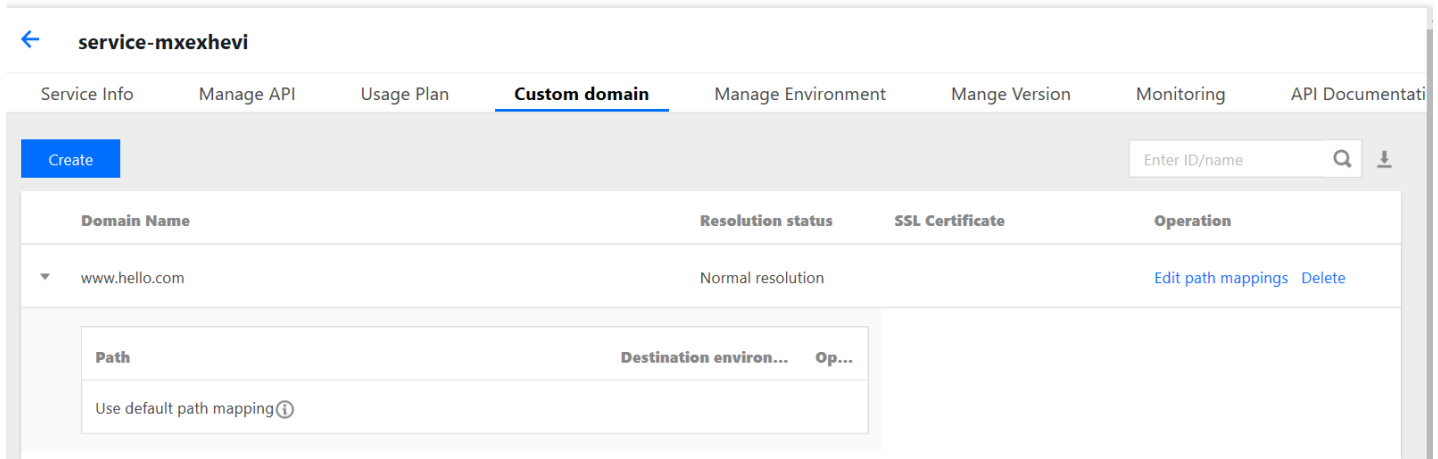 service-mxexhevi
Service Info Manage API Usage Plan Custom domain Manage Environment Mange Version Monitoring API Documentati
Create Enter ID/name
Domain Name Resolution status SSL Certificate Operation
www.hello.com Normal resolution Edit path mappings Delete
Path Destination environ... Op...
Use default path mapping